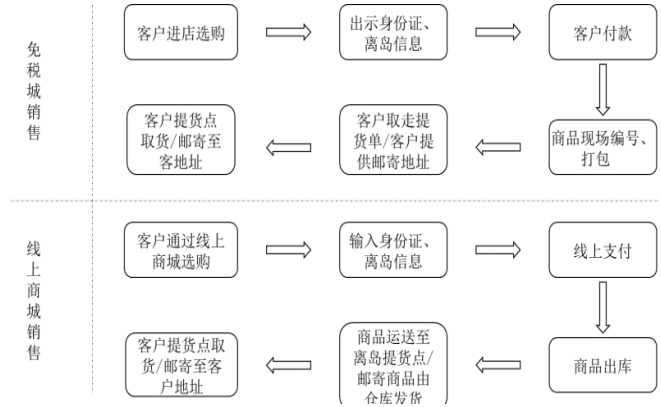 免税城销售
客户进店选购
出示身份证、
离岛信息
客户付款
商品现场编号、
打包
客户取走提
货单/客户提
供邮寄地址
客户提货点
取货/邮寄至
客地址
线上商城销售
客户通过线上
商城选购
输入身份证、
离岛信息
线上支付
商品出库
商品运送至
离岛提货点/
邮寄商品由
仓库发货
客户提货点取
货/邮寄至客
户地址